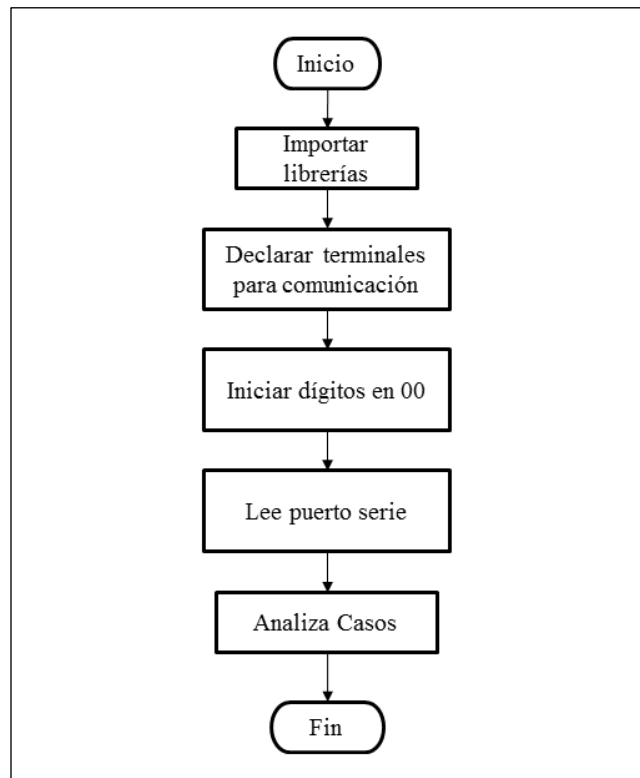 Inicio
Importar
librerías
Declarar terminales
para comunicación
Iniciar dígitos en 00
Lee puerto serie
Analiza Casos
Fin